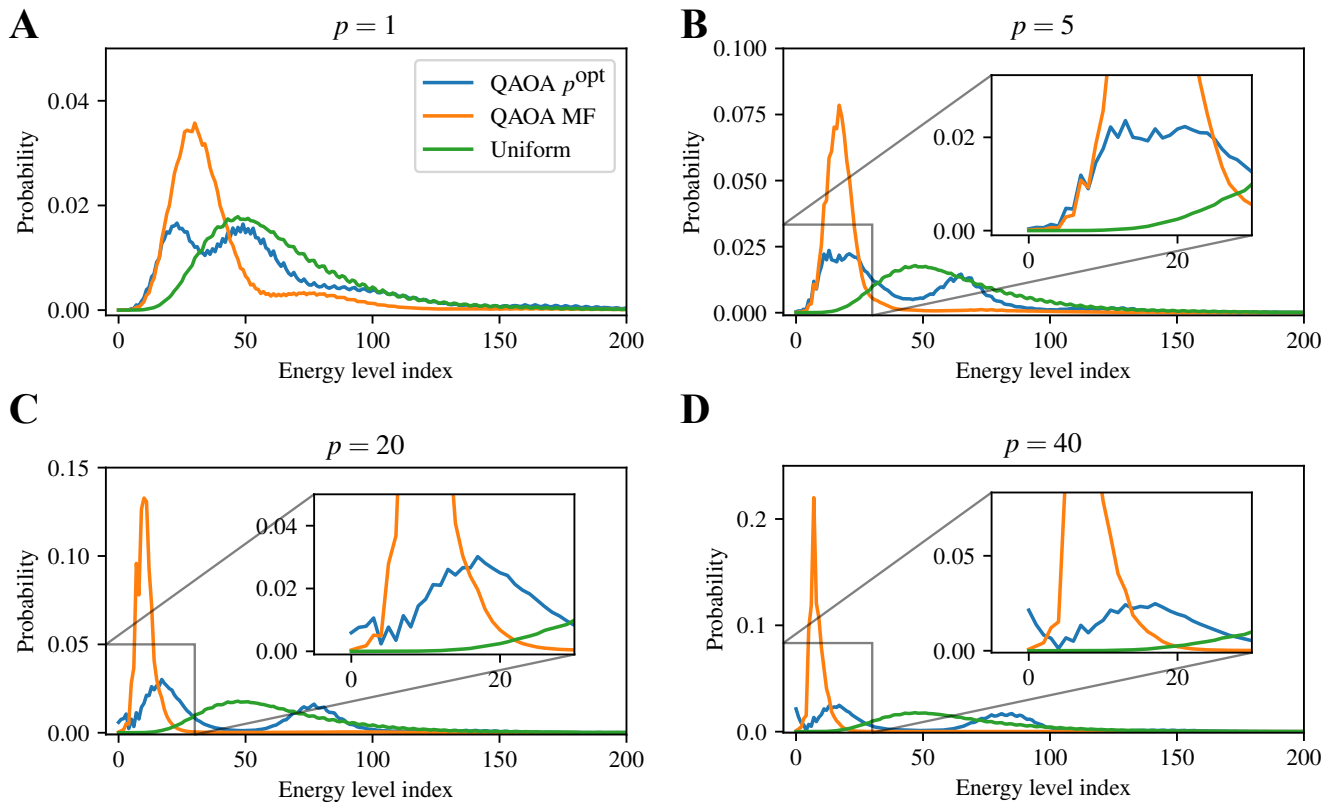 A
p = 1
0.04
0.02
0.00
Probability
QAOA p^opt
QAOA MF
Uniform
0 50 100 150 200
Energy level index
B
p = 5
0.100
0.075
0.050
0.025
0.000
Probability
0.02
0.00
0 20
0 50 100 150 200
Energy level index
C
p = 20
0.15
0.10
0.05
0.00
Probability
0.04
0.02
0.00
0 20
0 50 100 150 200
Energy level index
D
p = 40
0.2
0.1
0.0
Probability
0.05
0.00
0 20
0 50 100 150 200
Energy level index